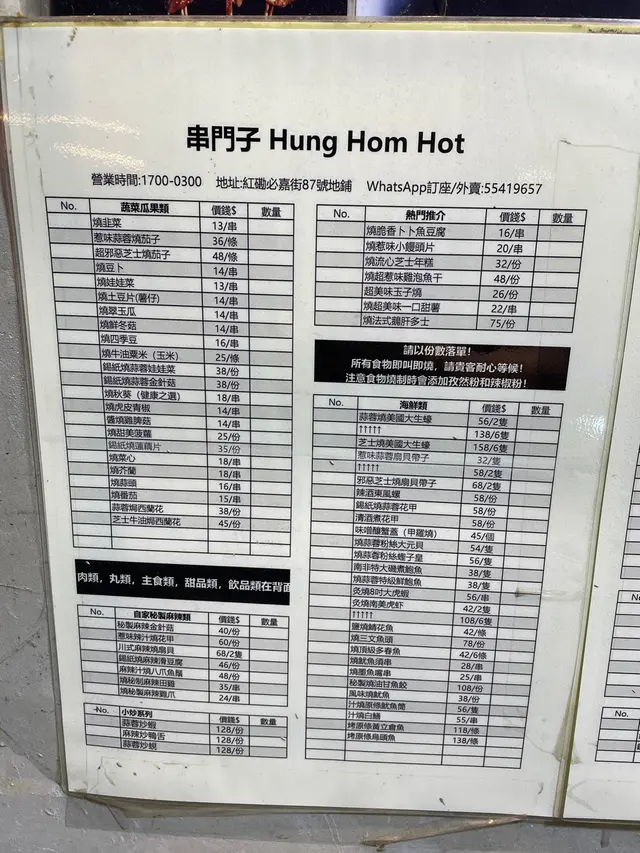 串門子 Hung Hom Hot
營業時間:1700-0300 地址:紅磡必嘉街87號地鋪 WhatsApp訂座/外賣:55419657
No. 蔬菜瓜果類 價錢$ 數量
燒韭菜 13/串
惹味蒜蓉燒茄子 36/條
超邪惡芝士燒茄子 48/條
燒豆卜 14/串
燒娃娃菜 13/串
燒土豆片(薯仔) 14/串
燒翠玉瓜 14/串
燒鮮冬菇 14/串
燒四季豆 16/串
燒牛油粟米（玉米） 25/條
錫紙燒蒜蓉娃娃菜 38/份
錫紙燒蒜蓉金針菇 38/份
燒秋葵（健康之選） 18/串
燒虎皮青椒 14/串
醬燒雞脾菇 14/串
燒甜美菠蘿 25/份
錫紙燒蓮藕片 35/份
燒菜心 18/串
燒芥蘭 18/串
燒蒜頭 16/串
燒番茄 15/串
蒜蓉焗西蘭花 38/份
芝士牛油焗西蘭花 45/份
肉類，丸類，主食類，甜品類，飲品類在背面
No. 自家秘製麻辣類 價錢$ 數量
秘製麻辣金針菇 40/份
惹味辣汁燒花甲 60/份
川式麻辣燒扇貝 68/2隻
錫紙燒麻辣滑豆腐 46/份
麻辣汁燒八爪魚鬚 48/份
燒秘制麻辣田雞 35/串
燒秘製麻辣雞爪 24/串
No. 小炒系列 價錢$ 數量
蒜蓉炒蝦 128/份
麻辣炒鴨舌 128/份
蒜蓉炒蜆 128/份
No. 熱門推介 價錢$ 數量
燒脆香卜卜魚豆腐 16/串
燒惹味小饅頭片 20/串
燒流心芝士年糕 32/份
燒超惹味雞泡魚干 48/份
超美味玉子燒 26/份
燒超美味一口甜薯 22/串
燒法式鵝肝多士 75/份
請以份數落單！
所有食物即叫即燒，請貴客耐心等候！
注意食物燒制時會添加孜然粉和辣椒粉！
No. 海鮮類 價錢$ 數量
蒜蓉燒美國大生蠔 56/2隻
↑↑↑↑↑ 138/6隻
芝士燒美國大生蠔 158/6隻
惹味蒜蓉扇貝帶子 32/隻
↑↑↑↑↑ 58/2隻
邪惡芝士燒扇貝帶子 68/2隻
辣酒東風螺 58/份
錫紙燒蒜蓉花甲 58/份
清酒煮花甲 58/份
味噌釀蟹蓋（甲羅燒） 45/個
燒蒜蓉粉絲大元貝 54/隻
燒蒜蓉粉絲蟶子皇 56/隻
南非特大磯煮鮑魚 38/隻
燒蒜蓉特級鮮鮑魚 38/隻
炙燒8吋大虎蝦 56/串
炙燒南美虎蝦 42/2隻
↑↑↑↑↑ 108/6隻
鹽燒鯖花魚 42/條
燒三文魚頭 78/份
燒頂級多春魚 42/6條
燒魷魚須串 28/串
燒墨魚嘴串 25/串
秘製燒油甘魚鮫 108/份
風味燒魷魚 38/份
汁燒原條魷魚筒 56/隻
汁燒白鱔 55/串
烤原條黃立倉魚 118/條
烤原條烏頭魚 138/條
No.
No.